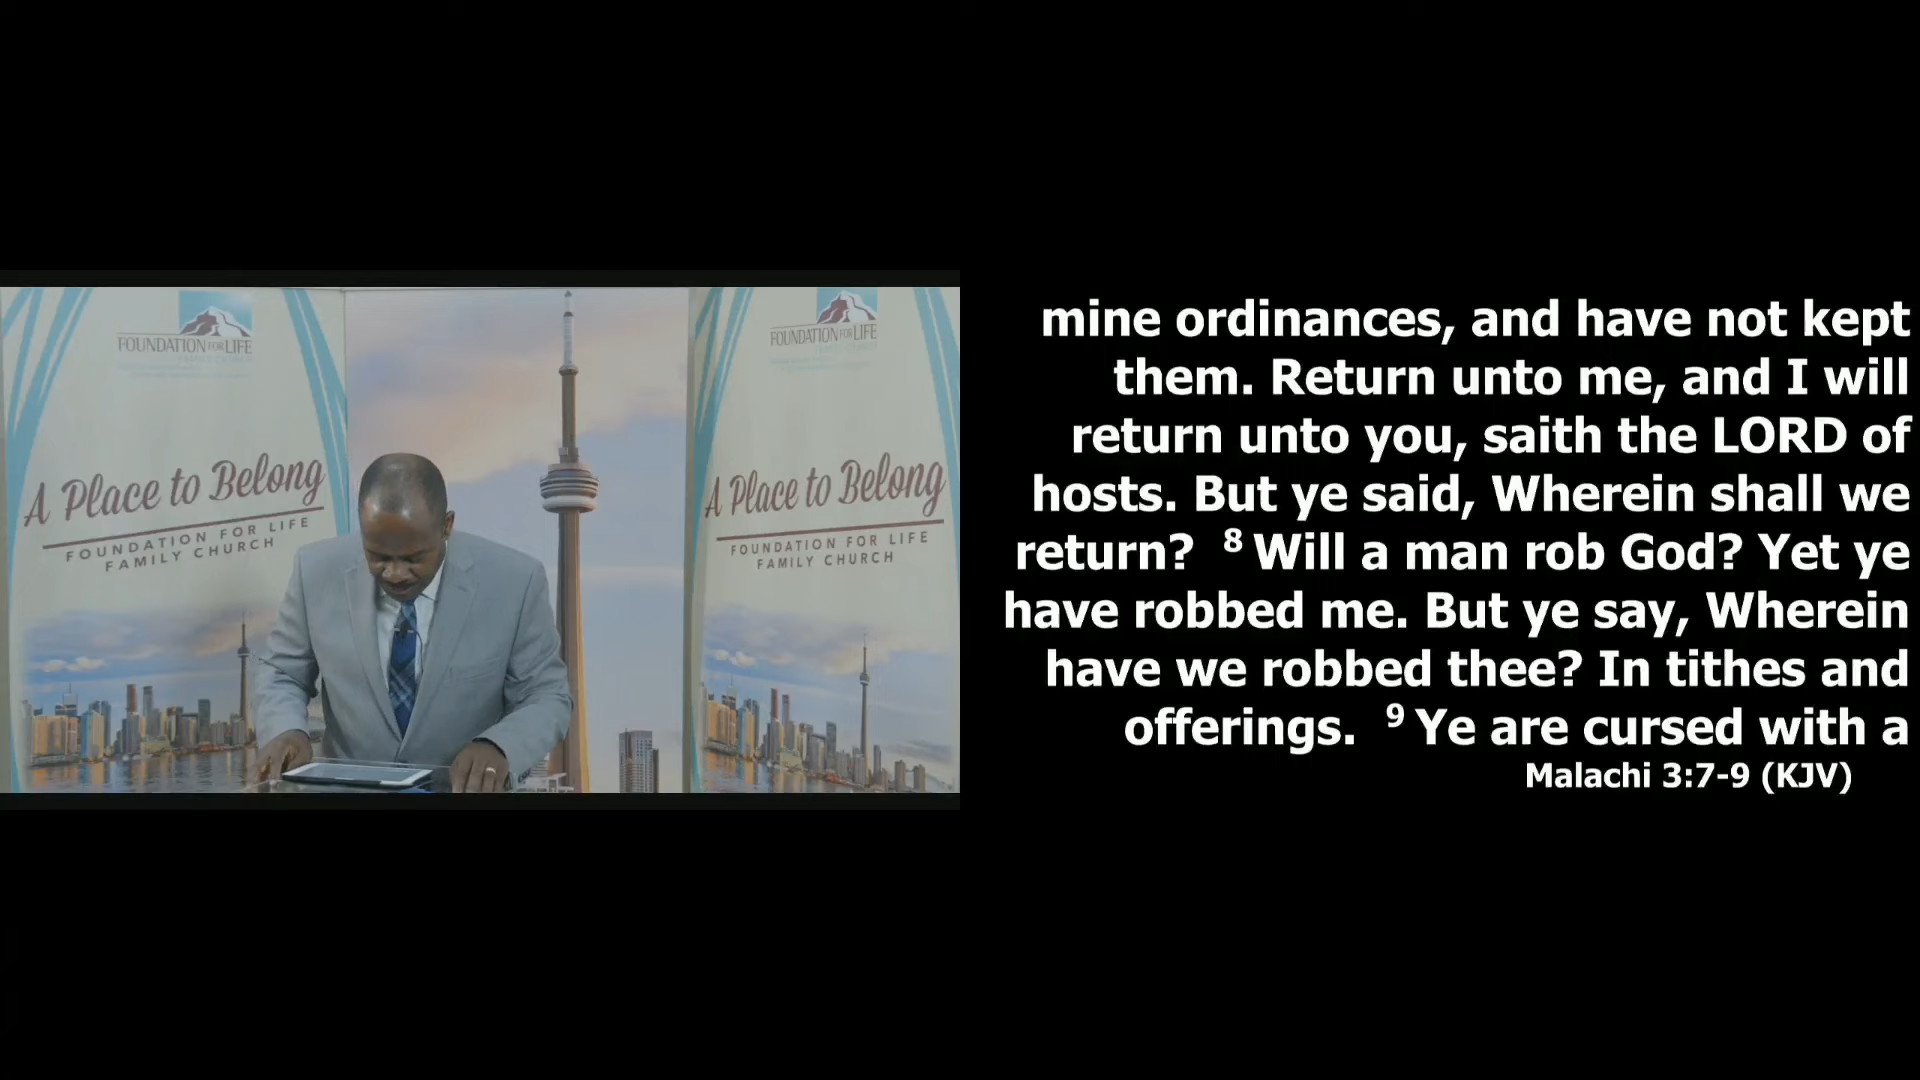 FOUNDATION FOR LIFE
A Place to Belong
FOUNDATION FOR LIFE
FAMILY CHURCH
FOUNDATION FOR LIFE
A Place to Belong
FOUNDATION FOR LIFE
FAMILY CHURCH
mine ordinances, and have not kept
them. Return unto me, and I will
return unto you, saith the LORD of
hosts. But ye said, Wherein shall we
return? 8 Will a man rob God? Yet ye
have robbed me. But ye say, Wherein
have we robbed thee? In tithes and
offerings. 9 Ye are cursed with a
Malachi 3:7-9 (KJV)